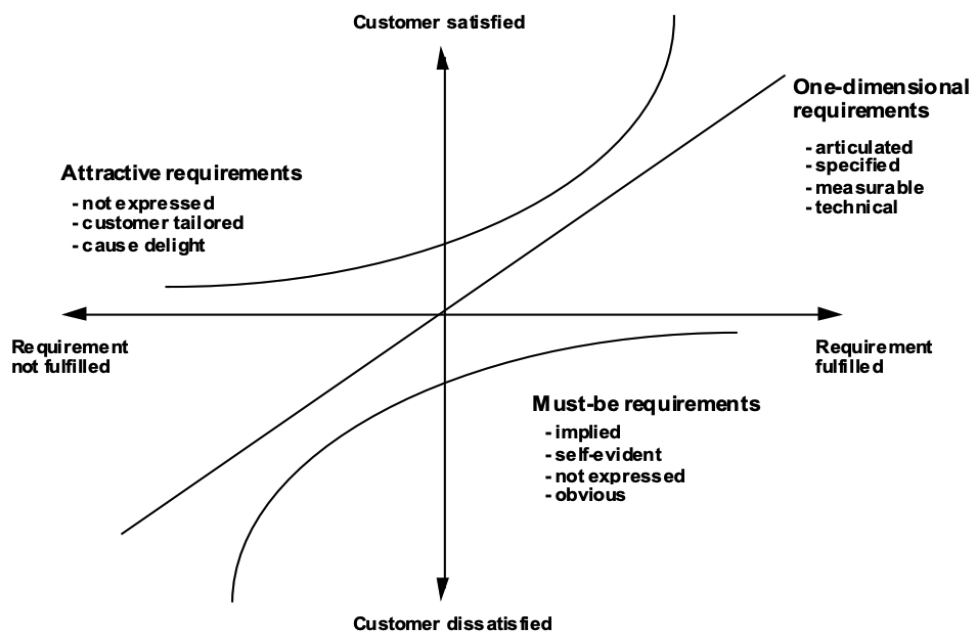 Customer satisfied
One-dimensional
requirements
- articulated
- specified
- measurable
- technical
Attractive requirements
- not expressed
- customer tailored
- cause delight
Requirement
not fulfilled
Requirement
fulfilled
Must-be requirements
- implied
- self-evident
- not expressed
- obvious
Customer dissatisfied